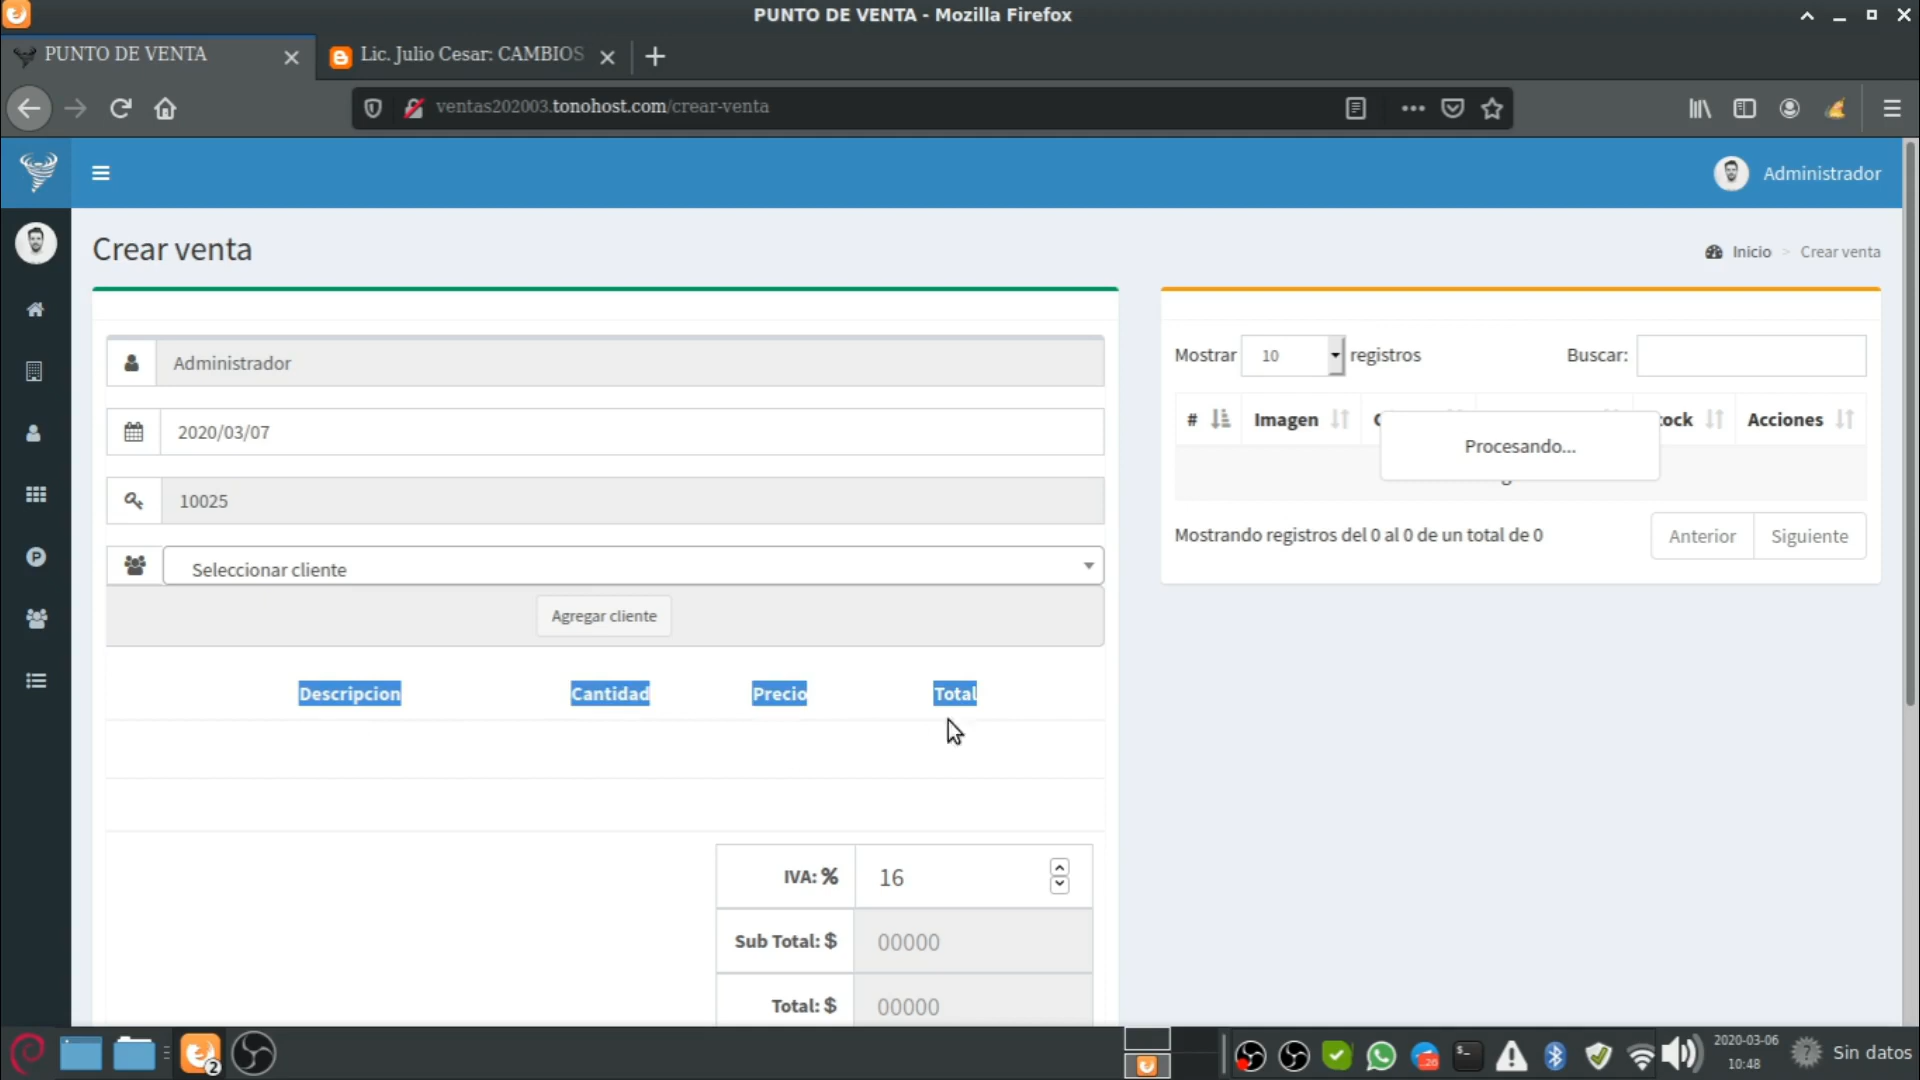 PUNTO DE VENTA - Mozilla Firefox
PUNTO DE VENTA
Lic. Julio Cesar: CAMBIOS
ventas202003.tonohost.com/crear-venta
Administrador
Crear venta
Inicio > Crear venta
Administrador
2020/03/07
10025
Seleccionar cliente
Agregar cliente
Descripcion Cantidad Precio Total
IVA: % 16
Sub Total: $ 00000
Total: $ 00000
Mostrar 10 registros Buscar:
# Imagen Acciones
Procesando...
Mostrando registros del 0 al 0 de un total de 0
Anterior Siguiente
2
20
2020-03-06
10:48
Sin datos